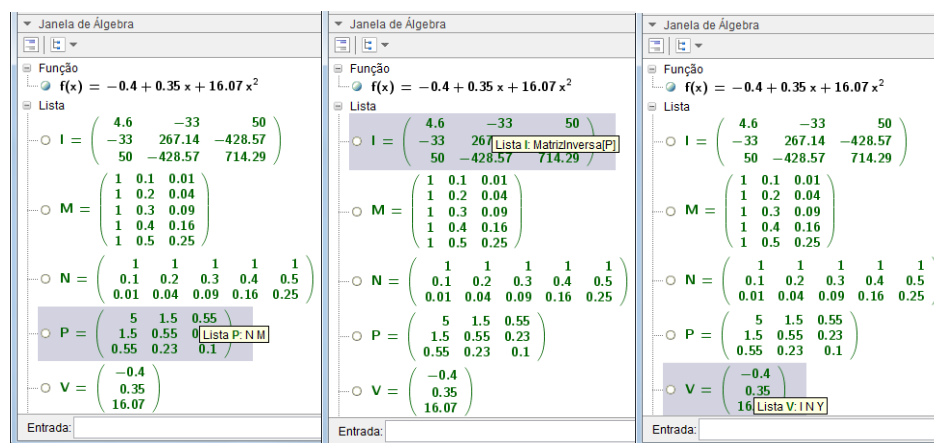 Janela de Álgebra
Função
f(x) = −0.4 + 0.35 x + 16.07 x²
Lista
I = ( 4.6 −33 50
−33 267.14 −428.57
50 −428.57 714.29 )
M = ( 1 0.1 0.01
1 0.2 0.04
1 0.3 0.09
1 0.4 0.16
1 0.5 0.25 )
N = ( 1 1 1 1 1
0.1 0.2 0.3 0.4 0.5
0.01 0.04 0.09 0.16 0.25 )
P = ( 5 1.5 0.55
1.5 0.55 0 Lista P: N M
0.55 0.23 0.1 )
V = ( −0.4
0.35
16.07 )
Entrada:
Janela de Álgebra
Função
f(x) = −0.4 + 0.35 x + 16.07 x²
Lista
I = ( 4.6 −33 50
−33 267 Lista I: MatrizInversa[P]
50 −428.57 714.29 )
M = ( 1 0.1 0.01
1 0.2 0.04
1 0.3 0.09
1 0.4 0.16
1 0.5 0.25 )
N = ( 1 1 1 1 1
0.1 0.2 0.3 0.4 0.5
0.01 0.04 0.09 0.16 0.25 )
P = ( 5 1.5 0.55
1.5 0.55 0.23
0.55 0.23 0.1 )
V = ( −0.4
0.35
16.07 )
Entrada:
Janela de Álgebra
Função
f(x) = −0.4 + 0.35 x + 16.07 x²
Lista
I = ( 4.6 −33 50
−33 267.14 −428.57
50 −428.57 714.29 )
M = ( 1 0.1 0.01
1 0.2 0.04
1 0.3 0.09
1 0.4 0.16
1 0.5 0.25 )
N = ( 1 1 1 1 1
0.1 0.2 0.3 0.4 0.5
0.01 0.04 0.09 0.16 0.25 )
P = ( 5 1.5 0.55
1.5 0.55 0.23
0.55 0.23 0.1 )
V = ( −0.4
0.35
16. Lista V: I N Y
Entrada: